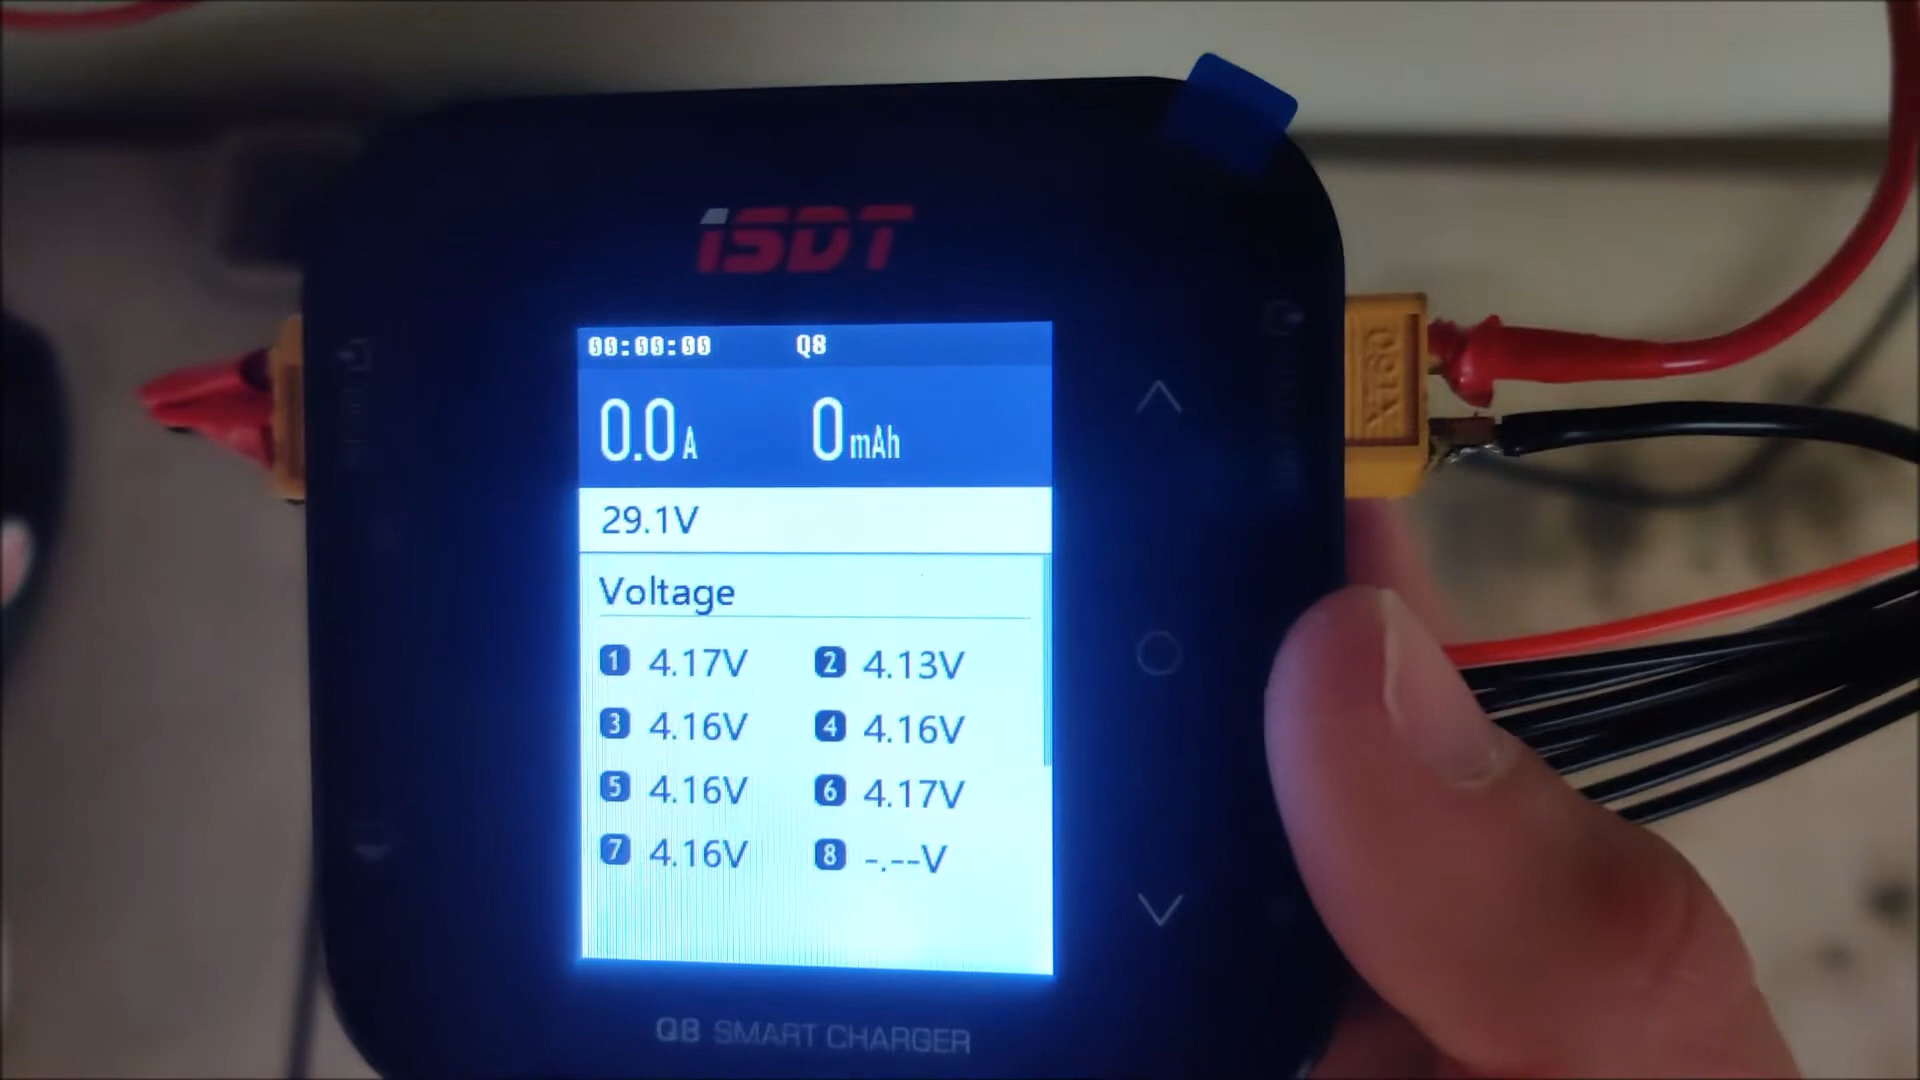 iSDT
00:00:00 Q8
0.0A 0mAh
29.1V
Voltage
1 4.17V 2 4.13V
3 4.16V 4 4.16V
5 4.16V 6 4.17V
7 4.16V 8 -.--V
Q8 SMART CHARGER
XT60